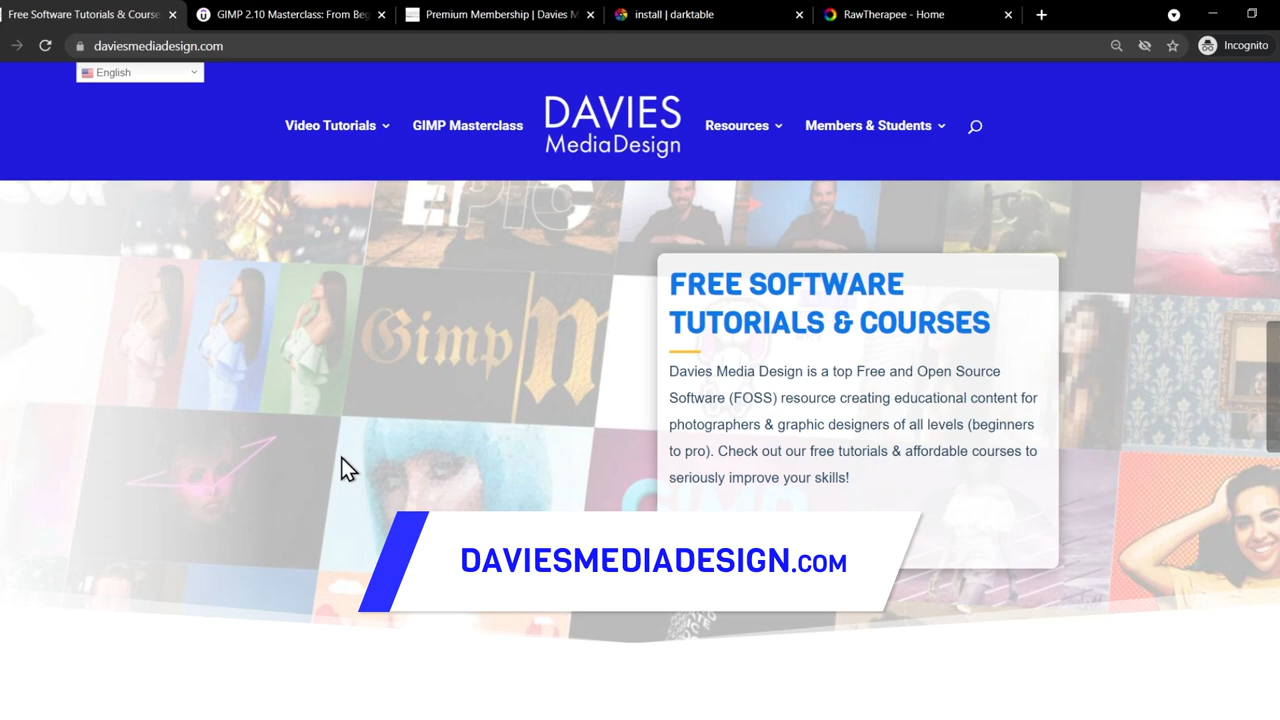 Free Software Tutorials & Course
GIMP 2.10 Masterclass: From Beg
Premium Membership | Davies M
install | darktable
RawTherapee - Home
daviesmediadesign.com
Incognito
English
Video Tutorials
GIMP Masterclass
DAVIES
MediaDesign
Resources
Members & Students
EPIC
FREE SOFTWARE
TUTORIALS & COURSES
Gimp
Davies Media Design is a top Free and Open Source
Software (FOSS) resource creating educational content for
photographers & graphic designers of all levels (beginners
to pro). Check out our free tutorials & affordable courses to
seriously improve your skills!
GIMP
DAVIESMEDIADESIGN.COM